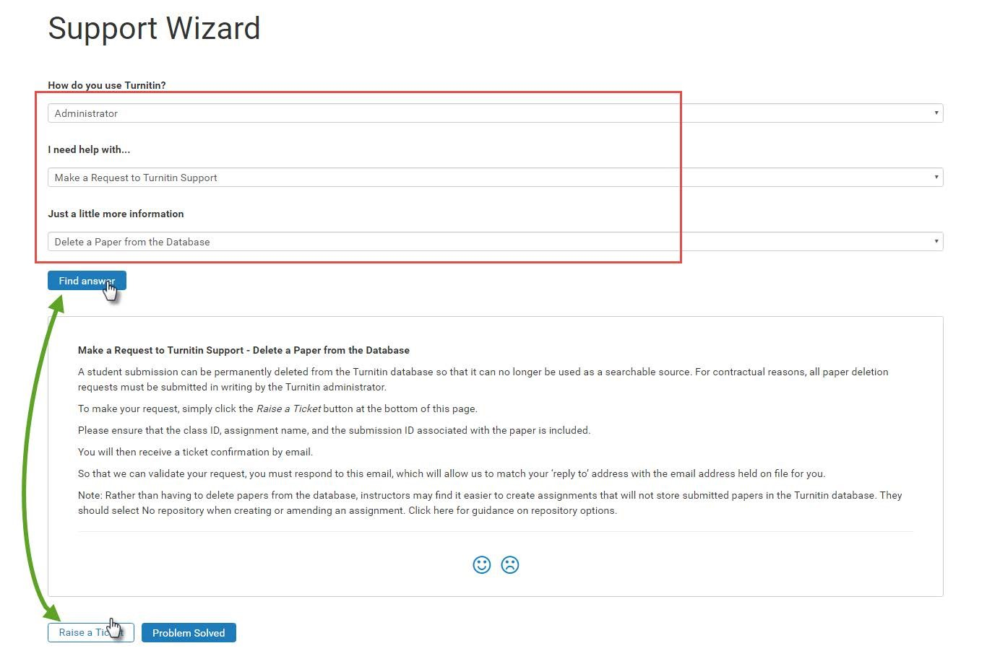 Support Wizard
How do you use Turnitin?
Administrator
I need help with...
Make a Request to Turnitin Support
Just a little more information
Delete a Paper from the Database
Find answer
Make a Request to Turnitin Support - Delete a Paper from the Database
A student submission can be permanently deleted from the Turnitin database so that it can no longer be used as a searchable source. For contractual reasons, all paper deletion
requests must be submitted in writing by the Turnitin administrator.
To make your request, simply click the Raise a Ticket button at the bottom of this page.
Please ensure that the class ID, assignment name, and the submission ID associated with the paper is included.
You will then receive a ticket confirmation by email.
So that we can validate your request, you must respond to this email, which will allow us to match your ‘reply to’ address with the email address held on file for you.
Note: Rather than having to delete papers from the database, instructors may find it easier to create assignments that will not store submitted papers in the Turnitin database. They
should select No repository when creating or amending an assignment. Click here for guidance on repository options.
Raise a Ticket
Problem Solved